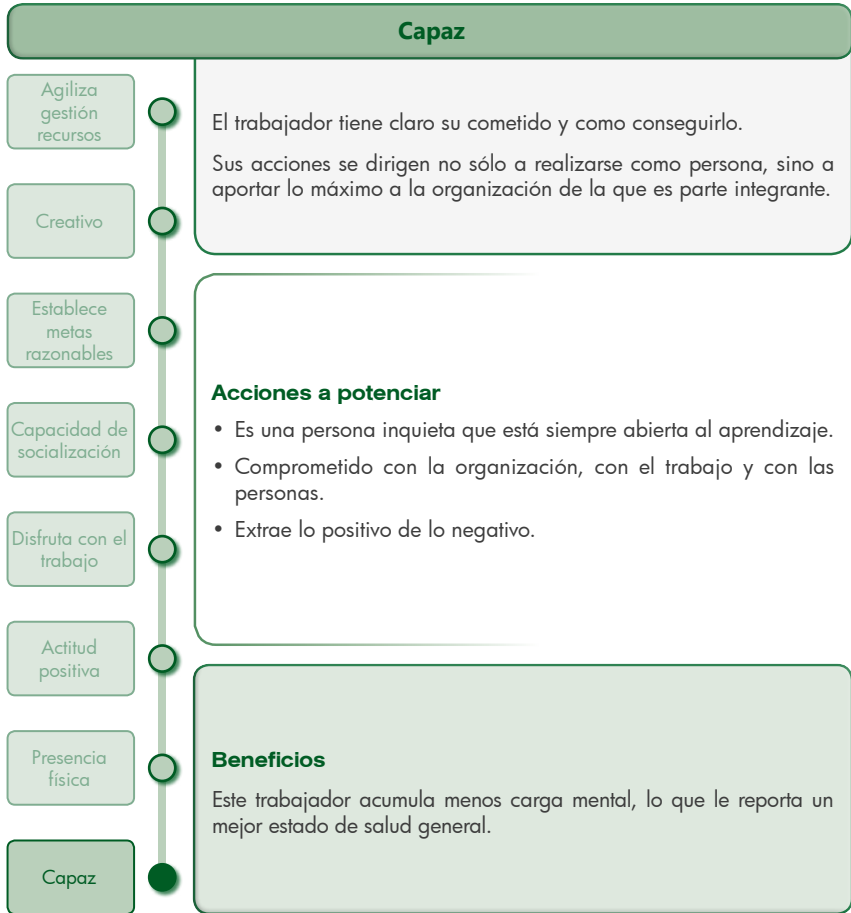 Capaz
Agiliza
gestión
recursos
Creativo
Establece
metas
razonables
Capacidad de
socialización
Disfruta con el
trabajo
Actitud
positiva
Presencia
física
Capaz
El trabajador tiene claro su cometido y como conseguirlo.
Sus acciones se dirigen no sólo a realizarse como persona, sino a
aportar lo máximo a la organización de la que es parte integrante.
Acciones a potenciar
• Es una persona inquieta que está siempre abierta al aprendizaje.
• Comprometido con la organización, con el trabajo y con las
personas.
• Extrae lo positivo de lo negativo.
Beneficios
Este trabajador acumula menos carga mental, lo que le reporta un
mejor estado de salud general.